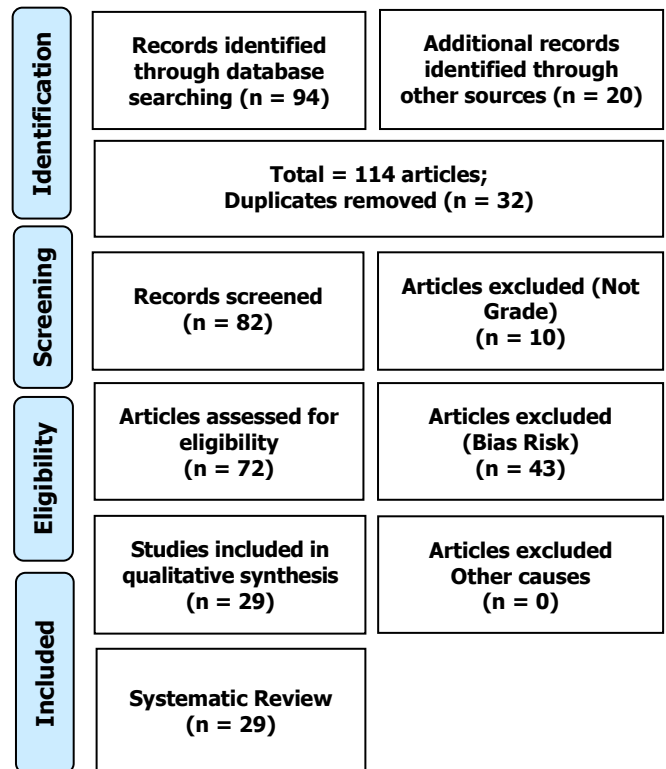 Identification
Records identified
through database
searching (n = 94)
Additional records
identified through
other sources (n = 20)
Total = 114 articles;
Duplicates removed (n = 32)
Screening
Records screened
(n = 82)
Articles excluded (Not
Grade)
(n = 10)
Eligibility
Articles assessed for
eligibility
(n = 72)
Articles excluded
(Bias Risk)
(n = 43)
Studies included in
qualitative synthesis
(n = 29)
Articles excluded
Other causes
(n = 0)
Included
Systematic Review
(n = 29)